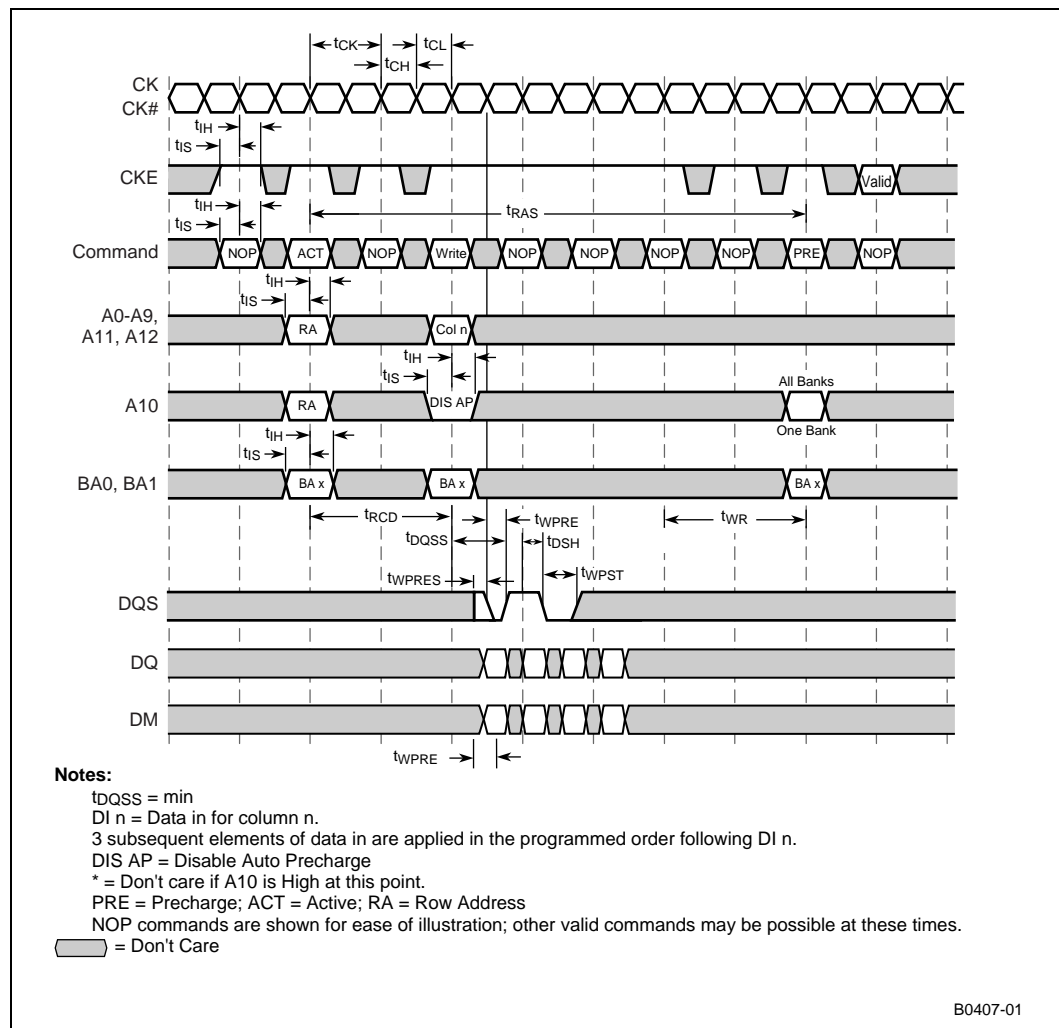 tCK
tCL
tCH
CK
CK#
tIH
tIS
CKE
Valid
tIH
tIS
tRAS
Command
NOP
ACT
NOP
Write
NOP
NOP
NOP
NOP
PRE
NOP
tIH
tIS
A0-A9,
A11, A12
RA
Col n
tIH
tIS
All Banks
A10
RA
DIS AP
One Bank
tIH
tIS
BA0, BA1
BA x
BA x
BA x
tRCD
tWPRE
tWR
tDQSS
tDSH
tWPRES
tWPST
DQS
DQ
DM
tWPRE
Notes:
tDQSS = min
DI n = Data in for column n.
3 subsequent elements of data in are applied in the programmed order following DI n.
DIS AP = Disable Auto Precharge
* = Don't care if A10 is High at this point.
PRE = Precharge; ACT = Active; RA = Row Address
NOP commands are shown for ease of illustration; other valid commands may be possible at these times.
= Don't Care
B0407-01